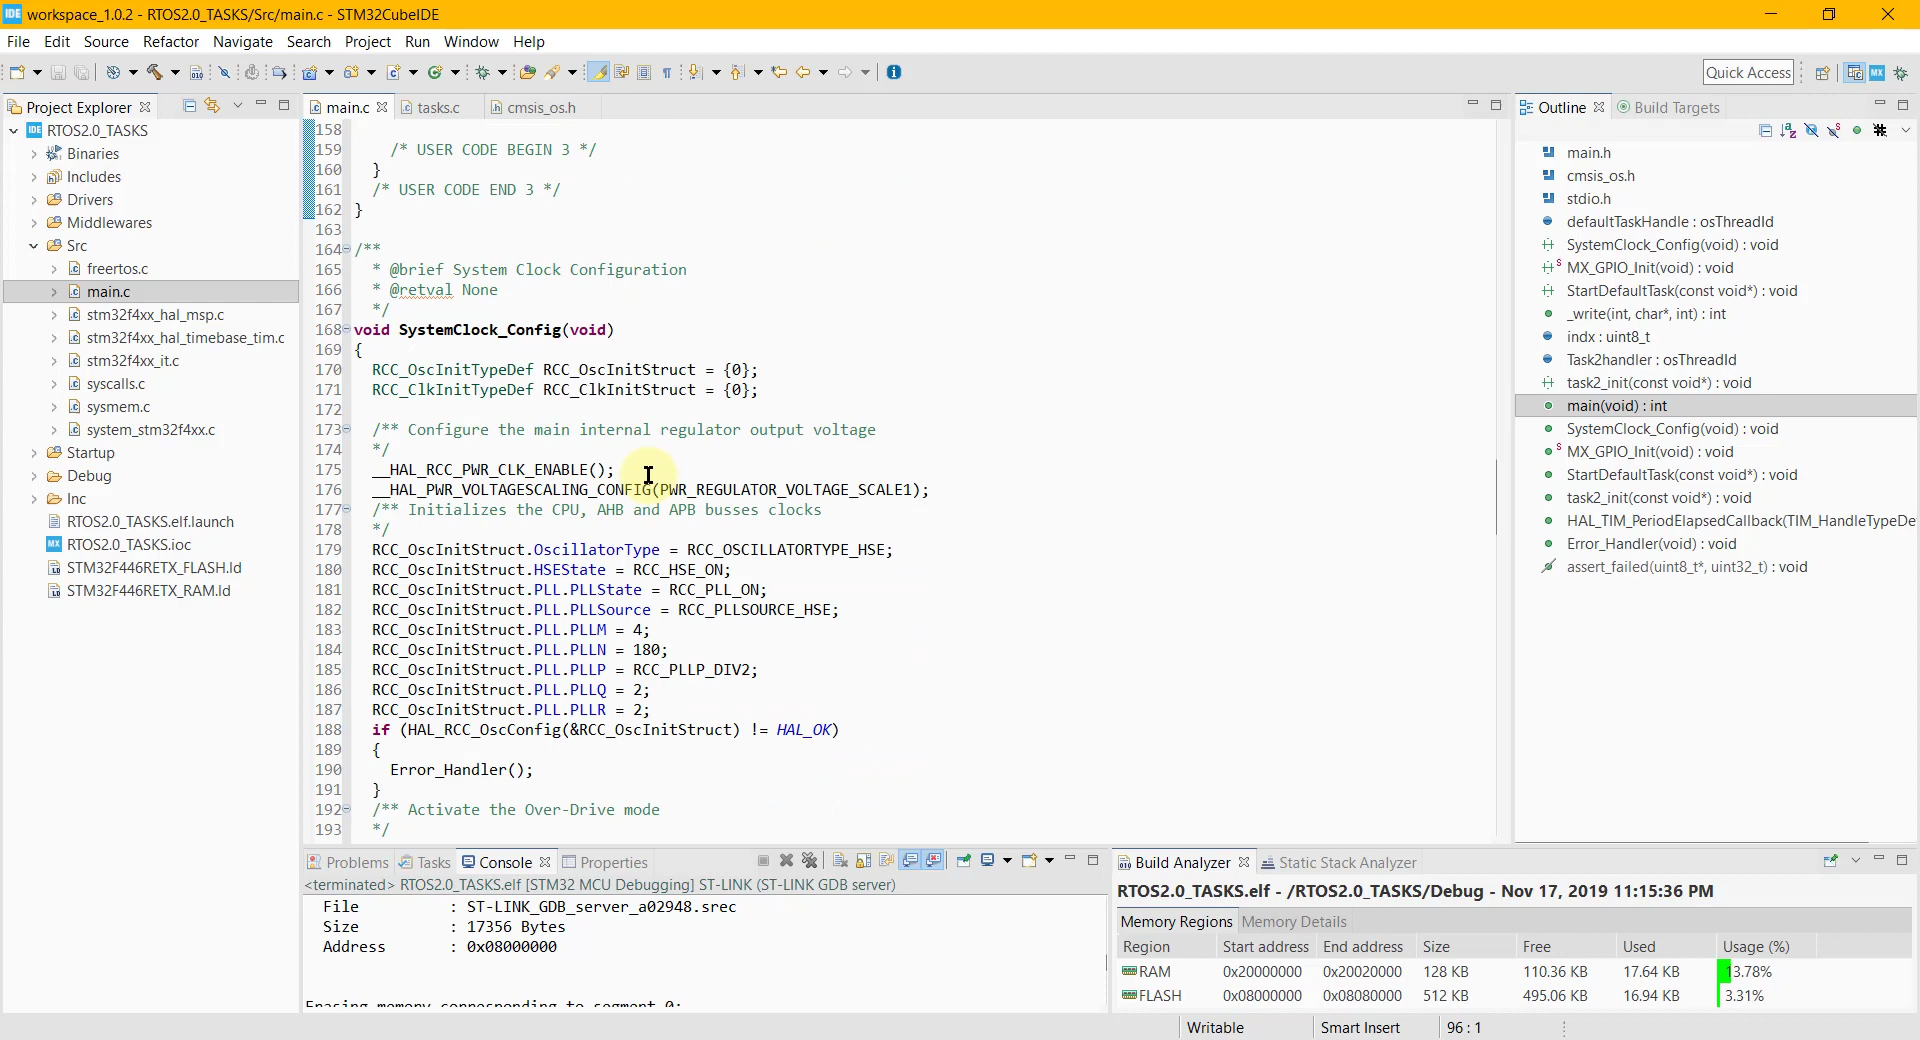 workspace_1.0.2 - RTOS2.0_TASKS/Src/main.c - STM32CubeIDE
File Edit Source Refactor Navigate Search Project Run Window Help
Quick Access
Project Explorer
RTOS2.0_TASKS
Binaries
Includes
Drivers
Middlewares
Src
freertos.c
main.c
stm32f4xx_hal_msp.c
stm32f4xx_hal_timebase_tim.c
stm32f4xx_it.c
syscalls.c
sysmem.c
system_stm32f4xx.c
Startup
Debug
Inc
RTOS2.0_TASKS.elf.launch
RTOS2.0_TASKS.ioc
STM32F446RETX_FLASH.ld
STM32F446RETX_RAM.ld
main.c tasks.c cmsis_os.h
158
159 /* USER CODE BEGIN 3 */
160 }
161 /* USER CODE END 3 */
162 }
163
164 /**
165 * @brief System Clock Configuration
166 * @retval None
167 */
168 void SystemClock_Config(void)
169 {
170 RCC_OscInitTypeDef RCC_OscInitStruct = {0};
171 RCC_ClkInitTypeDef RCC_ClkInitStruct = {0};
172
173 /** Configure the main internal regulator output voltage
174 */
175 __HAL_RCC_PWR_CLK_ENABLE();
176 __HAL_PWR_VOLTAGESCALING_CONFIG(PWR_REGULATOR_VOLTAGE_SCALE1);
177 /** Initializes the CPU, AHB and APB busses clocks
178 */
179 RCC_OscInitStruct.OscillatorType = RCC_OSCILLATORTYPE_HSE;
180 RCC_OscInitStruct.HSEState = RCC_HSE_ON;
181 RCC_OscInitStruct.PLL.PLLState = RCC_PLL_ON;
182 RCC_OscInitStruct.PLL.PLLSource = RCC_PLLSOURCE_HSE;
183 RCC_OscInitStruct.PLL.PLLM = 4;
184 RCC_OscInitStruct.PLL.PLLN = 180;
185 RCC_OscInitStruct.PLL.PLLP = RCC_PLLP_DIV2;
186 RCC_OscInitStruct.PLL.PLLQ = 2;
187 RCC_OscInitStruct.PLL.PLLR = 2;
188 if (HAL_RCC_OscConfig(&RCC_OscInitStruct) != HAL_OK)
189 {
190 Error_Handler();
191 }
192 /** Activate the Over-Drive mode
193 */
Outline Build Targets
main.h
cmsis_os.h
stdio.h
defaultTaskHandle : osThreadId
SystemClock_Config(void) : void
MX_GPIO_Init(void) : void
StartDefaultTask(const void*) : void
_write(int, char*, int) : int
indx : uint8_t
Task2handler : osThreadId
task2_init(const void*) : void
main(void) : int
SystemClock_Config(void) : void
MX_GPIO_Init(void) : void
StartDefaultTask(const void*) : void
task2_init(const void*) : void
HAL_TIM_PeriodElapsedCallback(TIM_HandleTypeDe
Error_Handler(void) : void
assert_failed(uint8_t*, uint32_t) : void
Problems Tasks Console Properties
<terminated> RTOS2.0_TASKS.elf [STM32 MCU Debugging] ST-LINK (ST-LINK GDB server)
File : ST-LINK_GDB_server_a02948.srec
Size : 17356 Bytes
Address : 0x08000000
Erasing memory corresponding to segment 0:
Build Analyzer Static Stack Analyzer
RTOS2.0_TASKS.elf - /RTOS2.0_TASKS/Debug - Nov 17, 2019 11:15:36 PM
Memory Regions Memory Details
Region Start address End address Size Free Used Usage (%)
RAM 0x20000000 0x20020000 128 KB 110.36 KB 17.64 KB 13.78%
FLASH 0x08000000 0x08080000 512 KB 495.06 KB 16.94 KB 3.31%
Writable Smart Insert 96 : 1